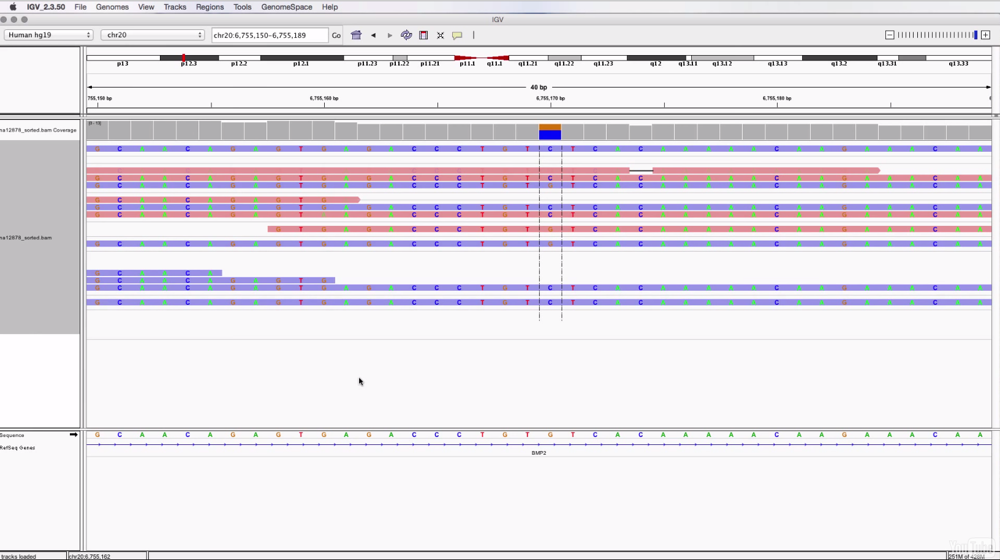 IGV_2.3.50 File Genomes View Tracks Regions Tools GenomeSpace Help
IGV
Human hg19 chr20 chr20:6,755,150-6,755,189 Go
p13 p12.3 p12.2 p12.1 p11.23 p11.22 p11.21 p11.1 q11.1 q11.21 q11.22 q11.23 q12 q13.11 q13.12 q13.13 q13.2 q13.31 q13.33
40 bp
755,150 bp 6,755,160 bp 6,755,170 bp 6,755,180 bp 6
[0 - 13]
na12878_sorted.bam Coverage
G C A A C A G A G T G A G A C C C T G T C T C A C A A A A A C A A G A A A C A A
G C A A C A G A G T G A G A C C C T G T C T C A C A A A A A C A A G A A A C A A
G C A A C A G A G T G A G A C C C T G T G T C A C A A A A A C A A G A A A C A A
G C A A C A G A G T G
G C A A C A G A G T G A G A C C C T G T C T C A C A A A A A C A A G A A A C A A
G C A A C A G A G T A G A C C C T G T C T C A C A A A A A C A A G A A A C A A
G T G A G A C C C T G T G T C A C A A A A A C A A G A A A C A A
na12878_sorted.bam
G C A A C A G A G T G A G A C C C T G T G T C A C A A A A A C A A G A A A C A A
G C A A C A
G C A A C A G A G T G
G C A A C A G A G T G A G A C C C T G T C T C A C A A A A A C A A G A A A C A A
G C A A C A G A G T G A G A C C C T G T C T C A C A A A A A C A A G A A A C A A
Sequence G C A A C A G A G T G A G A C C C T G T G T C A C A A A A A C A A G A A A C A A
RefSeq Genes
BMP2
YouTube
tracks loaded chr20:6,755,162 251M of 428M